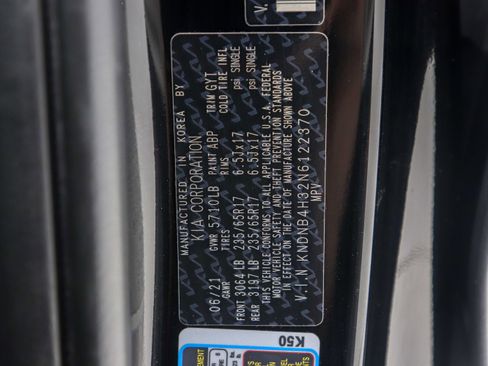 MANUFACTURED IN KOREA BY
KIA CORPORATION
06/21 GVWR 5710LB PAINT ABP TRIM GYT
GAWR TIRES RIMS COLD TIRE INFL
FRONT 3064LB 235/65R17 6.5Jx17 psi SINGLE
REAR 3197LB 235/65R17 6.5Jx17 psi SINGLE
THIS VEHICLE CONFORMS TO ALL APPLICABLE U.S.A. FEDERAL
MOTOR VEHICLE SAFETY AND THEFT PREVENTION STANDARDS
IN EFFECT ON THE DATE OF MANUFACTURE SHOWN ABOVE
V.I.N KNDNB4H32N6122370
MPV
K50